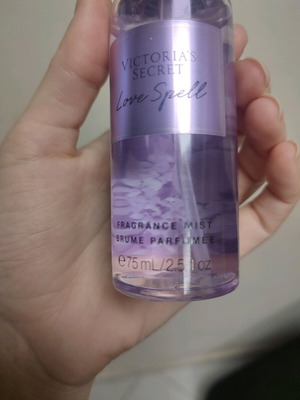 VICTORIA'S
SECRET
Love Spell
FRAGRANCE MIST
BRUME PARFUMÉE
℮75 mL/2.5 fl oz